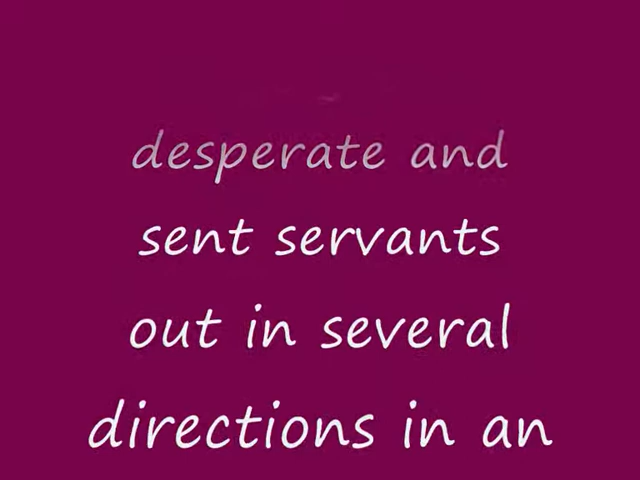 desperate and
sent servants
out in several
directions in an